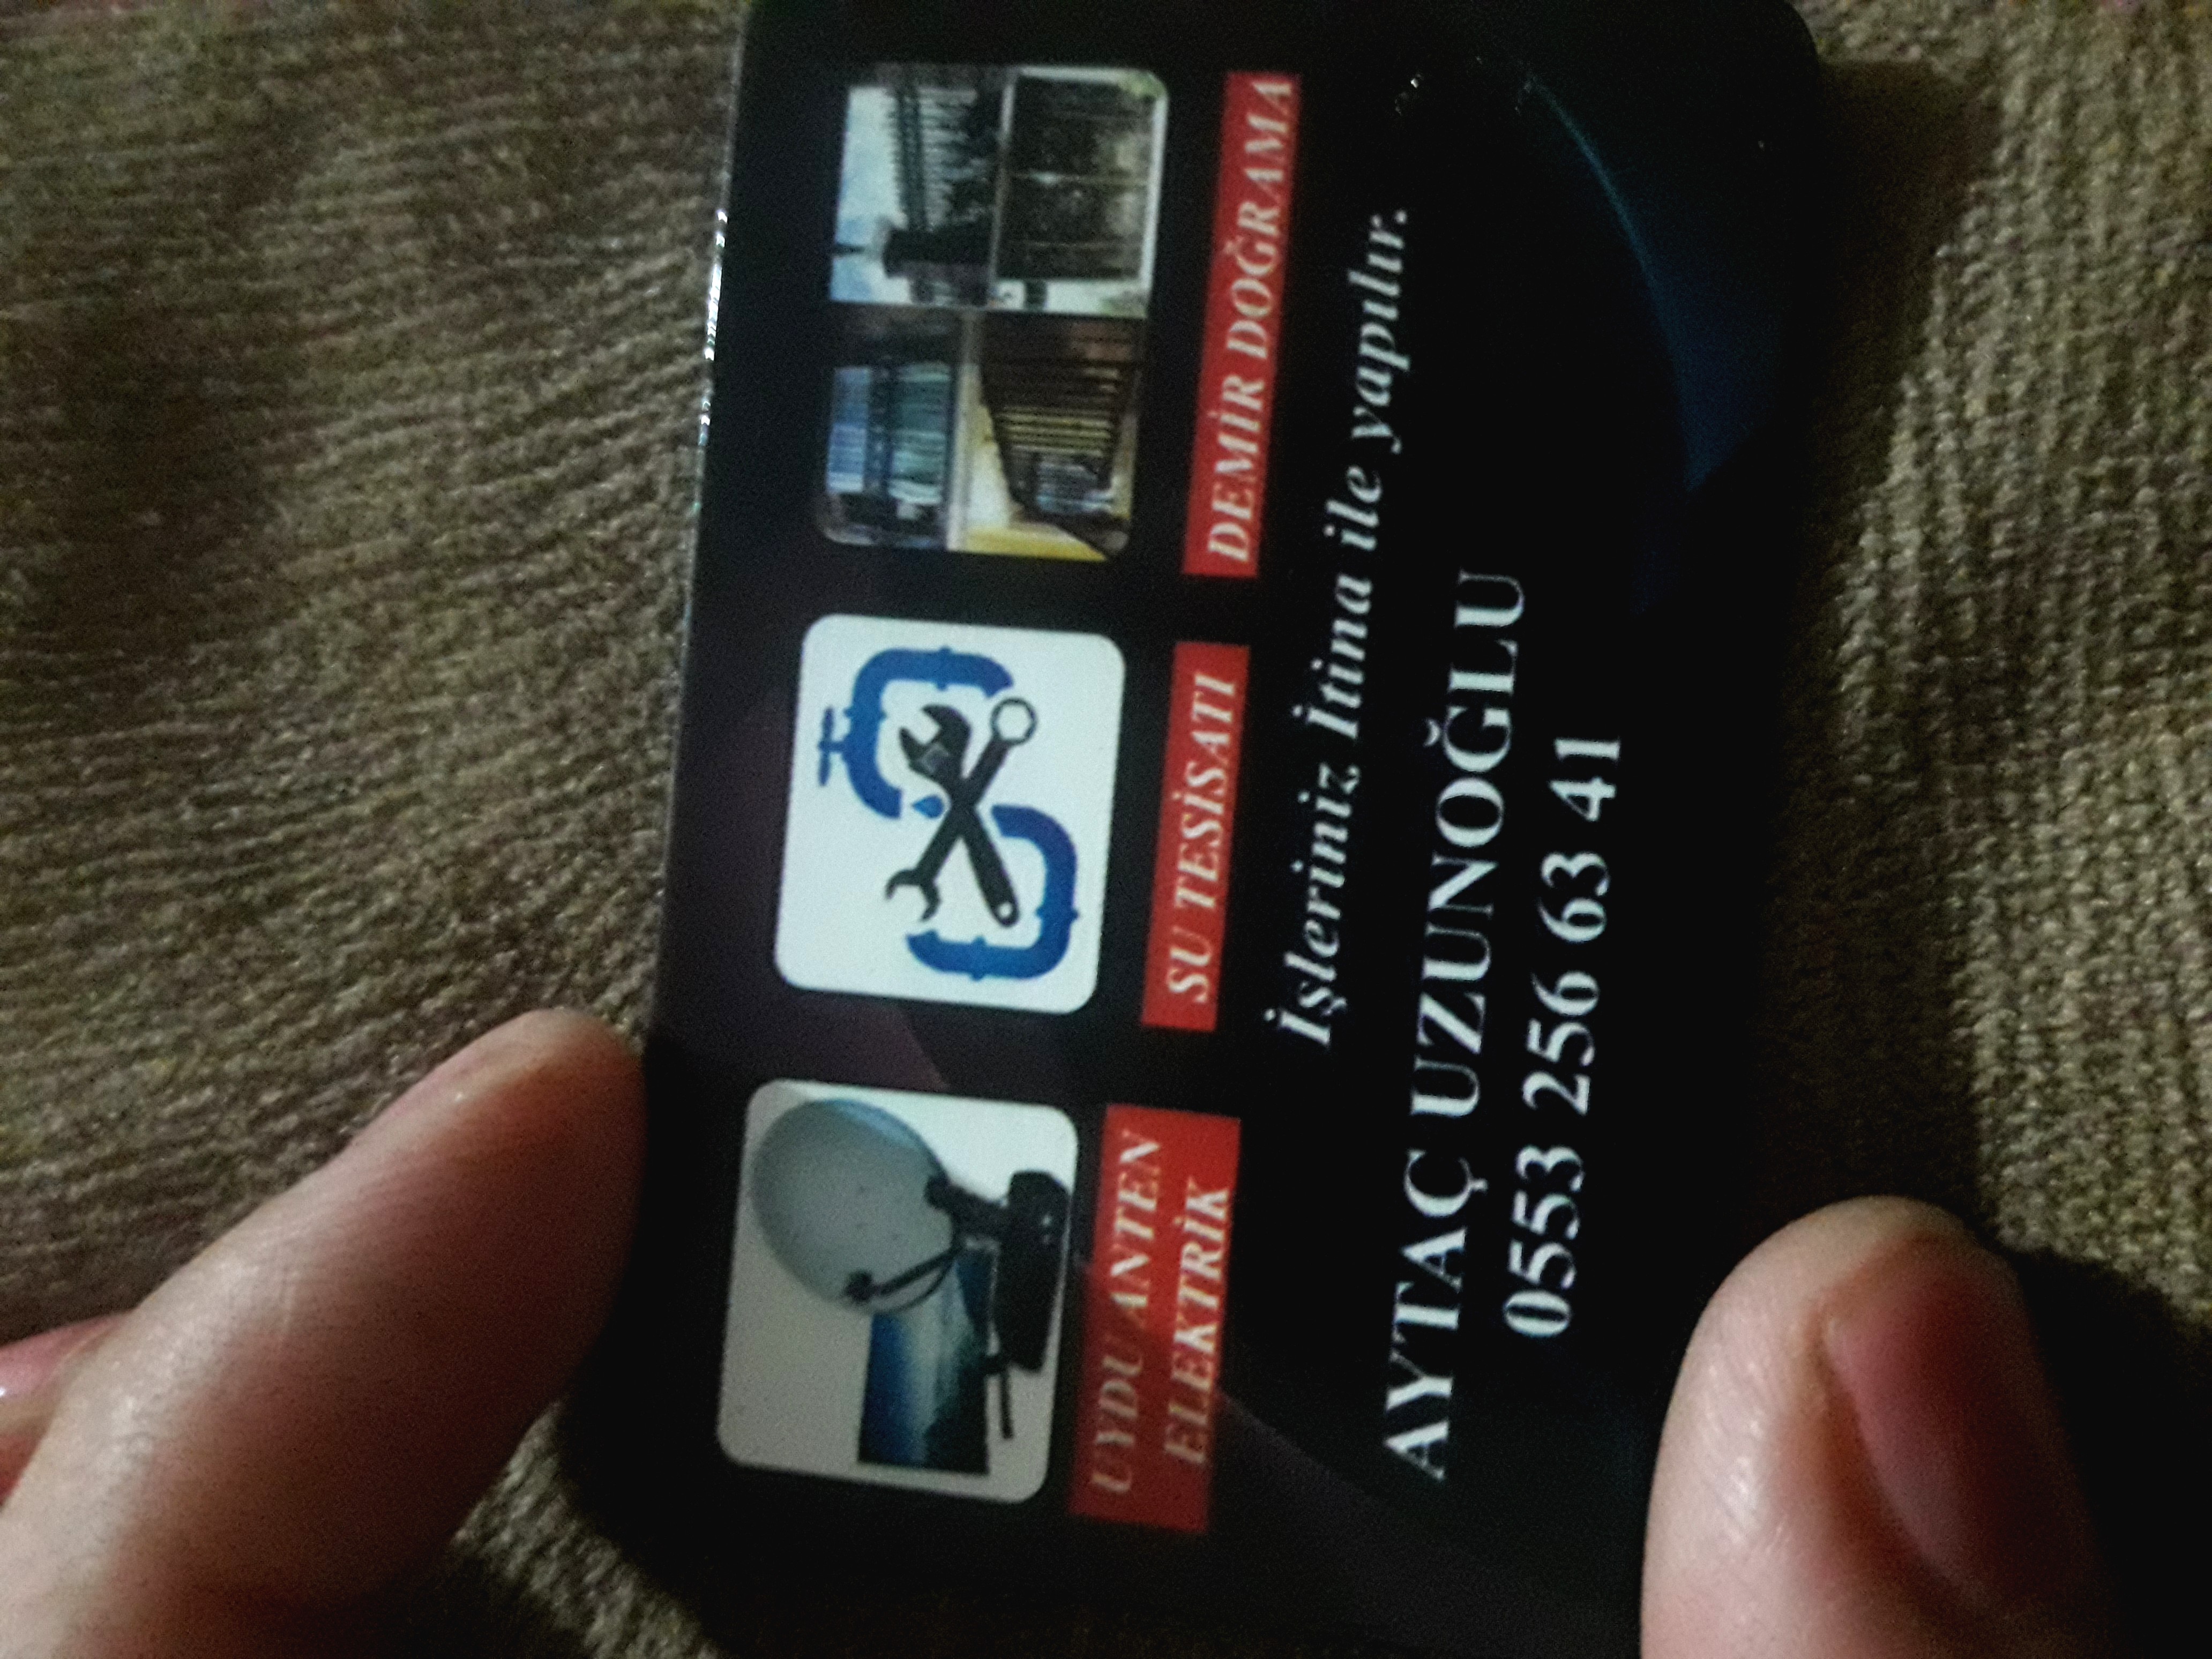 UYDU ANTEN
ELEKTRİK
SU TESİSATI
DEMİR DOĞRAMA
İşleriniz İtina ile yapılır.
AYTAÇ UZUNOĞLU
0553 256 63 41